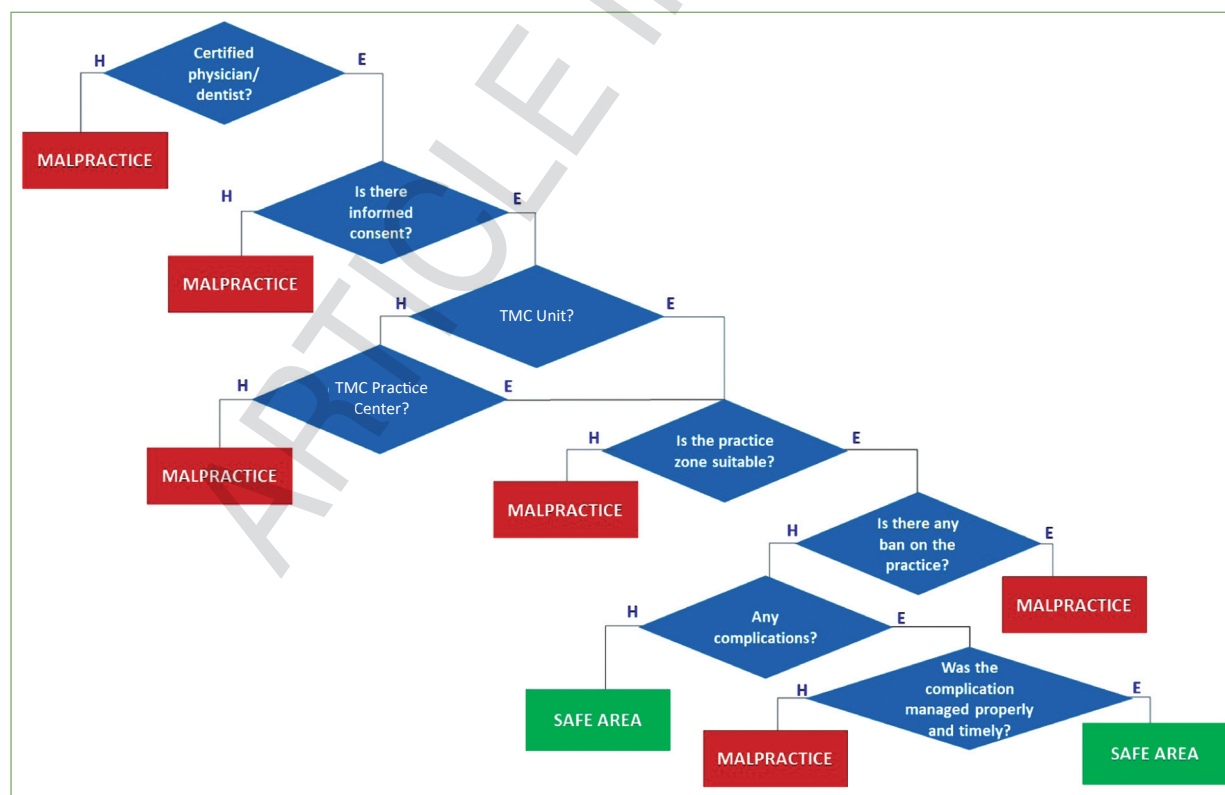 H
Certified
physician/
dentist?
E
MALPRACTICE
H
Is there
informed
consent?
E
MALPRACTICE
H
TMC Unit?
E
H
TMC Practice
Center?
E
MALPRACTICE
H
Is the practice
zone suitable?
E
MALPRACTICE
H
Is there any
ban on the
practice?
E
MALPRACTICE
H
Any
complications?
E
SAFE AREA
H
Was the
complication
managed properly
and timely?
E
MALPRACTICE
SAFE AREA
ARTICLE I